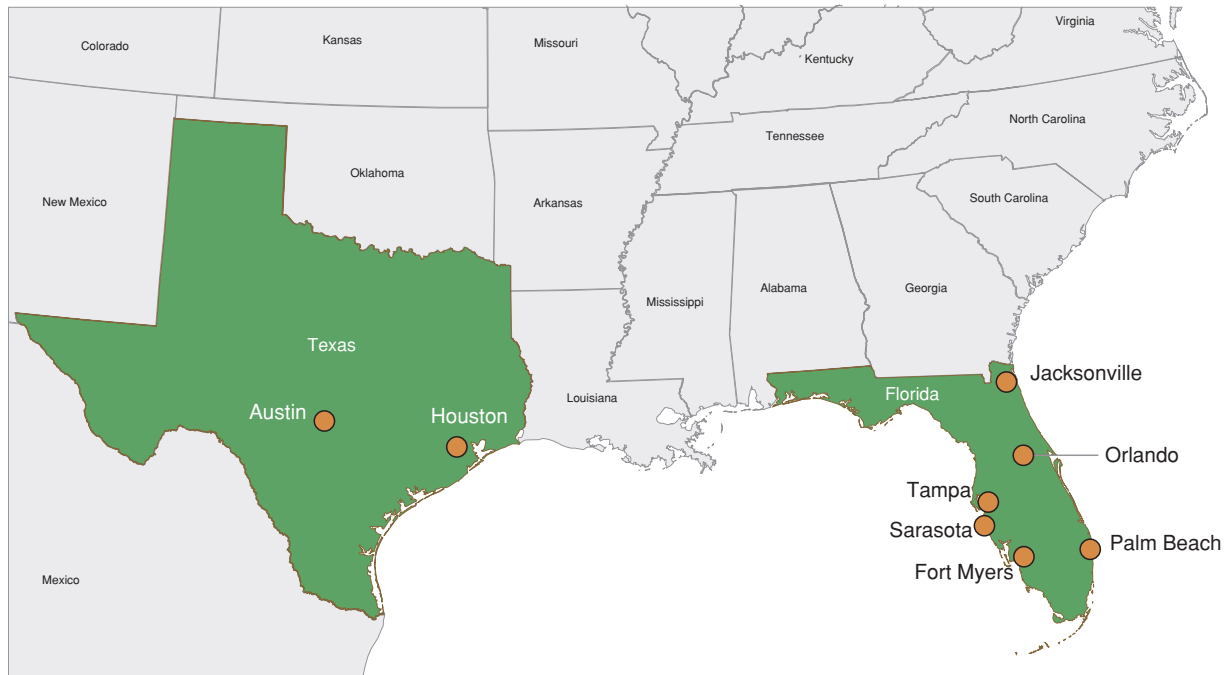 Virginia
Colorado
Kansas
Missouri
Kentucky
North Carolina
Tennessee
Oklahoma
New Mexico
Arkansas
South Carolina
Mississippi
Alabama
Georgia
Texas
Jacksonville
Florida
Louisiana
Austin
Houston
Orlando
Tampa
Sarasota
Palm Beach
Fort Myers
Mexico